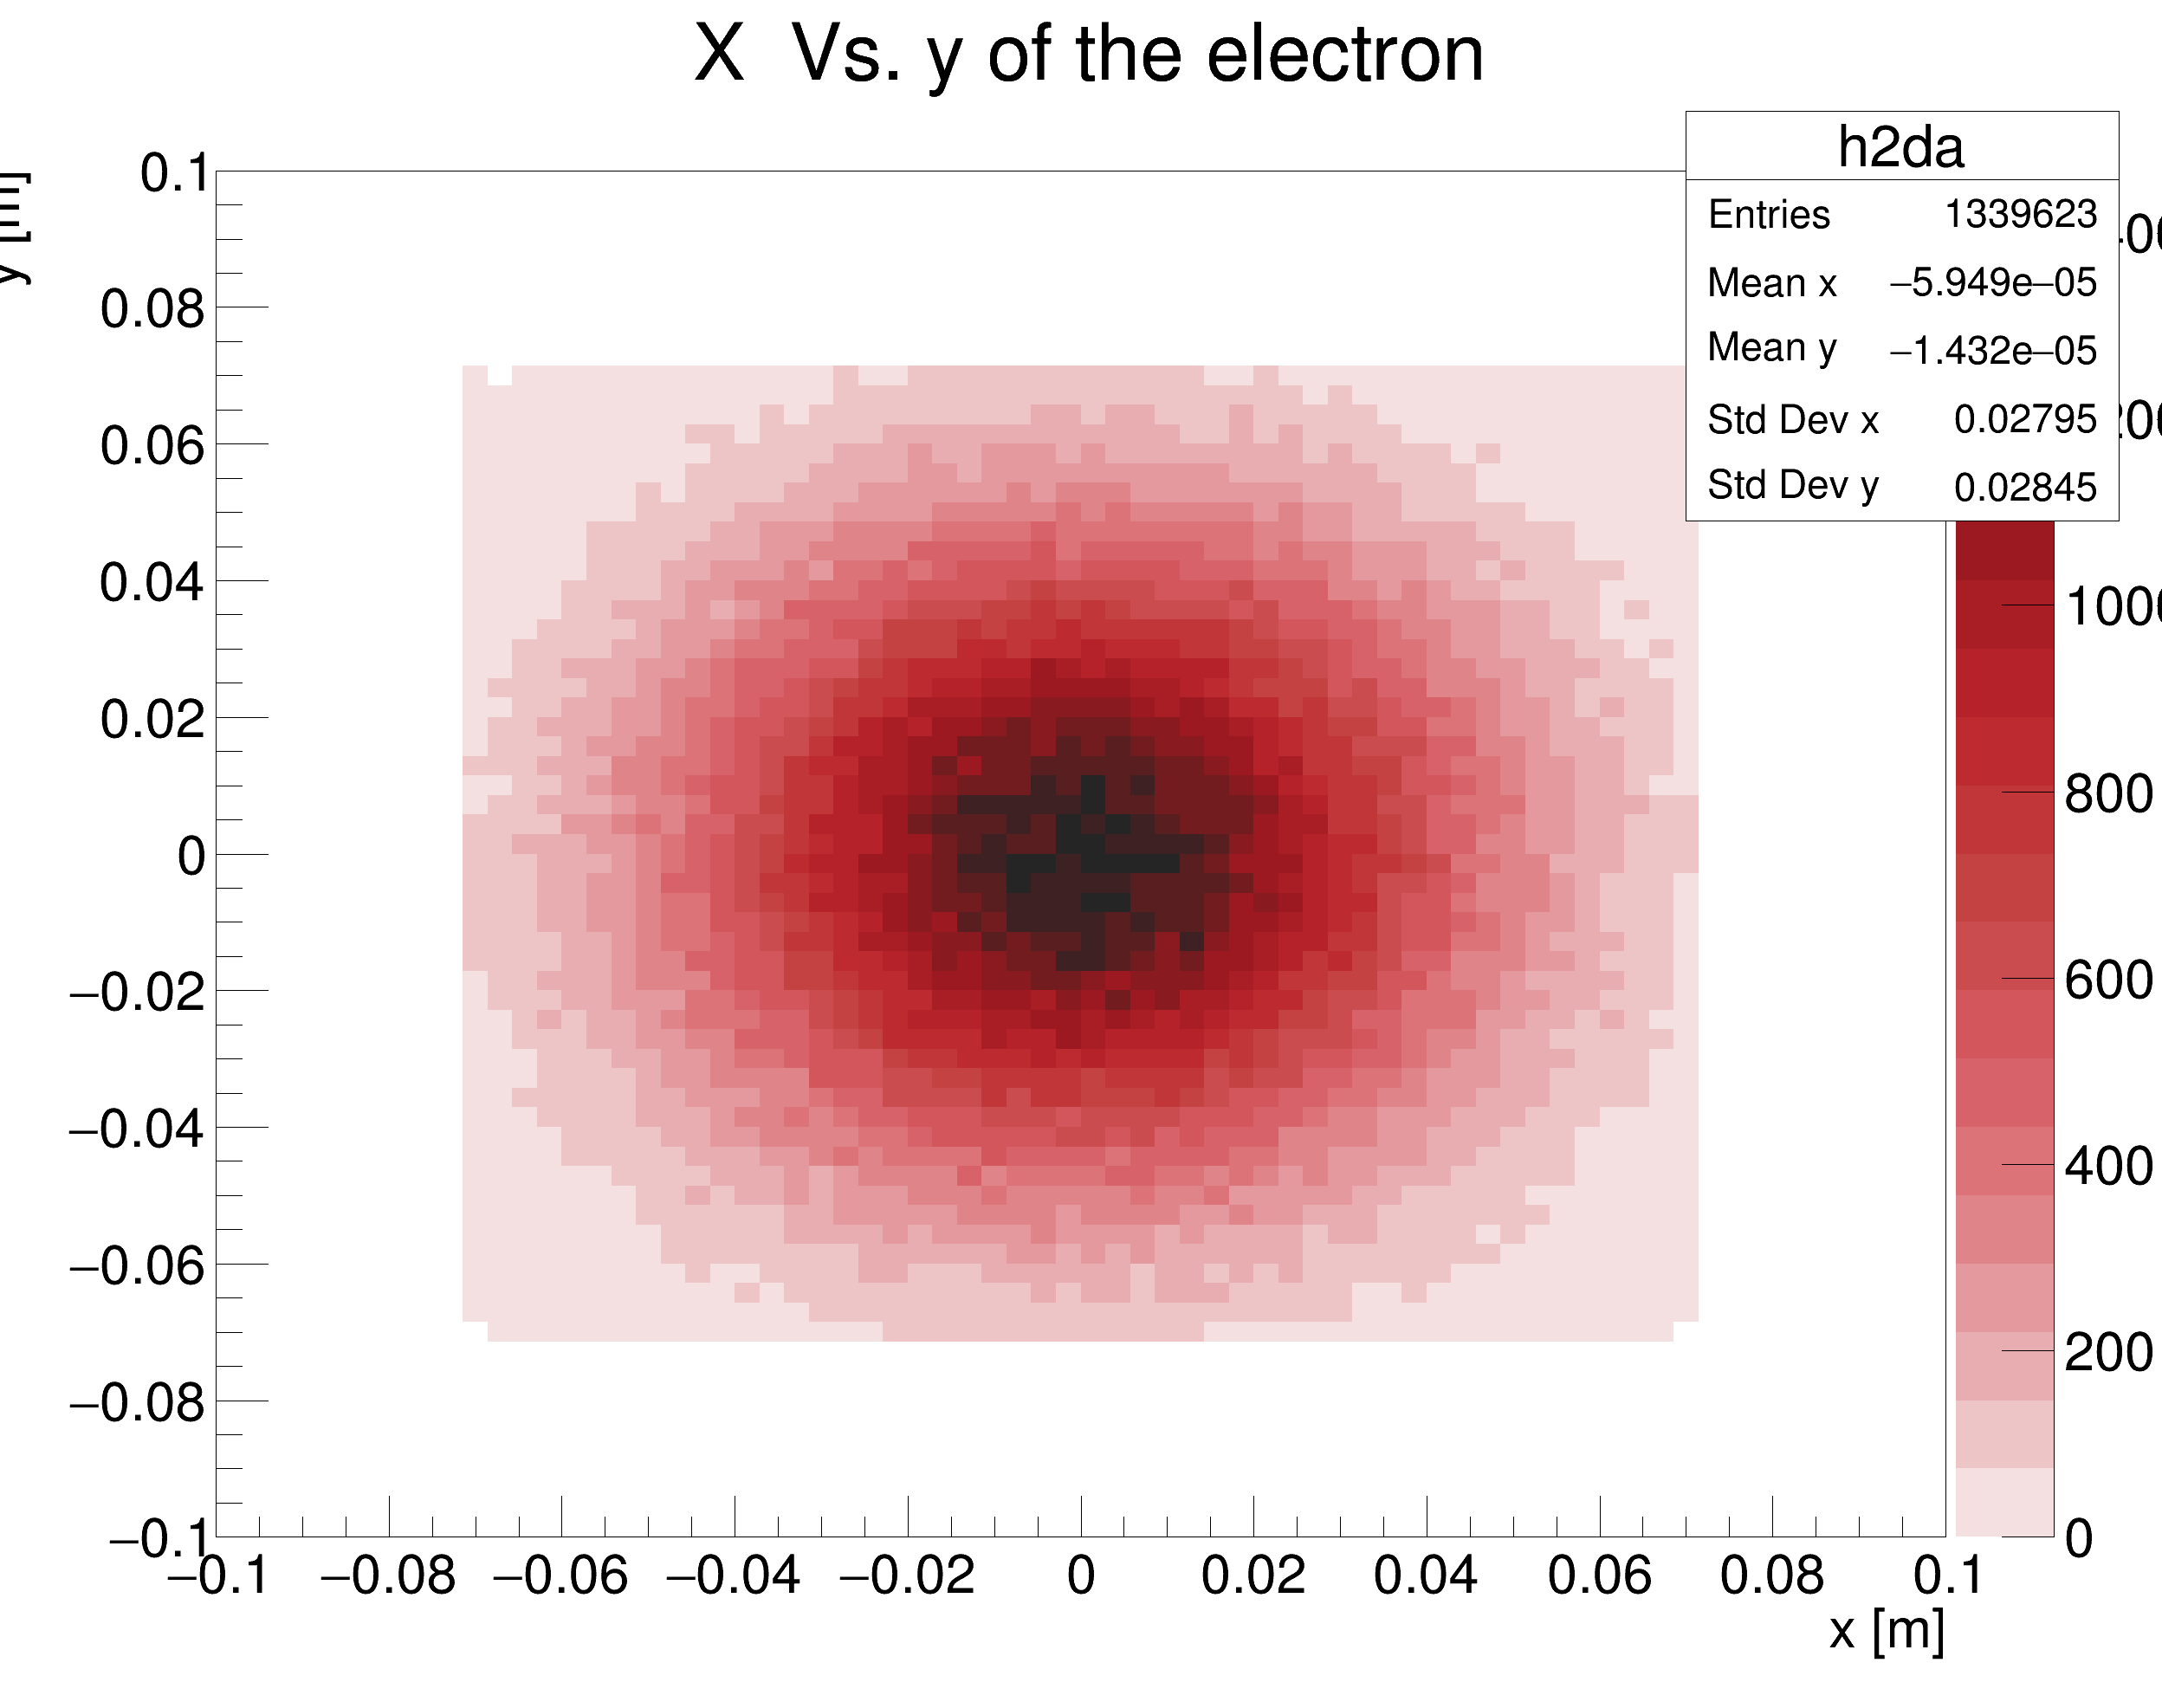 X Vs. y of the electron
h2da
Entries 1339623
Mean x −5.949e−05
Mean y −1.432e−05
Std Dev x 0.02795
Std Dev y 0.02845
y [m]
0.1
0.08
0.06
0.04
0.02
0
−0.02
−0.04
−0.06
−0.08
−0.1
−0.1 −0.08 −0.06 −0.04 −0.02 0 0.02 0.04 0.06 0.08 0.1
x [m]
1000
800
600
400
200
0